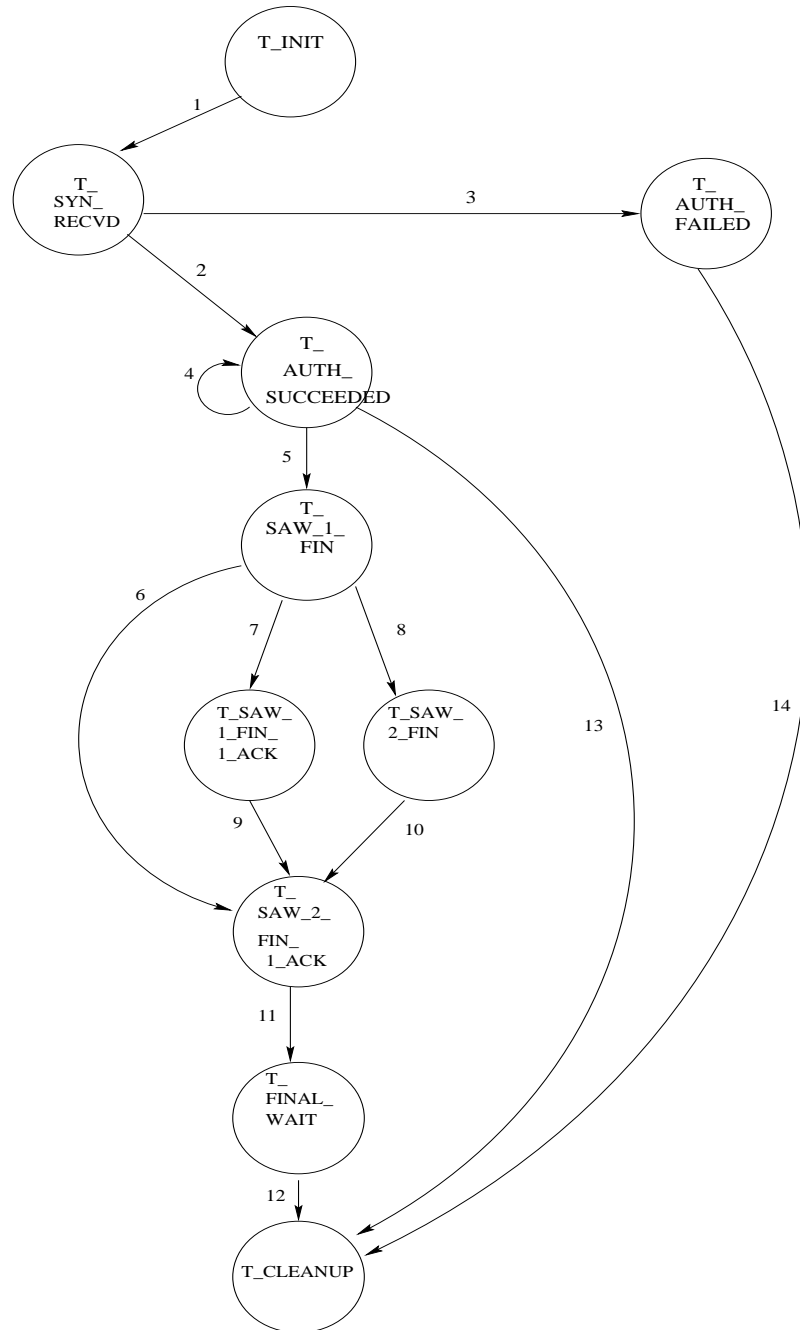 T_INIT
1
T_
SYN_
RECVD
3
T_
AUTH_
FAILED
2
T_
AUTH_
SUCCEEDED
4
5
T_
SAW_1_
FIN
6
7
8
T_SAW_
1_FIN_
1_ACK
T_SAW_
2_FIN
14
13
9
10
T_
SAW_2_
FIN_
1_ACK
11
T_
FINAL_
WAIT
12
T_CLEANUP